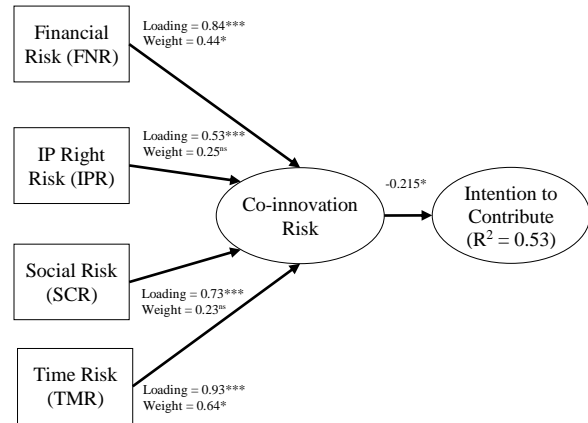 Financial
Risk (FNR)
Loading = 0.84***
Weight = 0.44*
IP Right
Risk (IPR)
Loading = 0.53***
Weight = 0.25ns
Social Risk
(SCR)
Loading = 0.73***
Weight = 0.23ns
Time Risk
(TMR)
Loading = 0.93***
Weight = 0.64*
Co-innovation
Risk
-0.215*
Intention to
Contribute
(R² = 0.53)